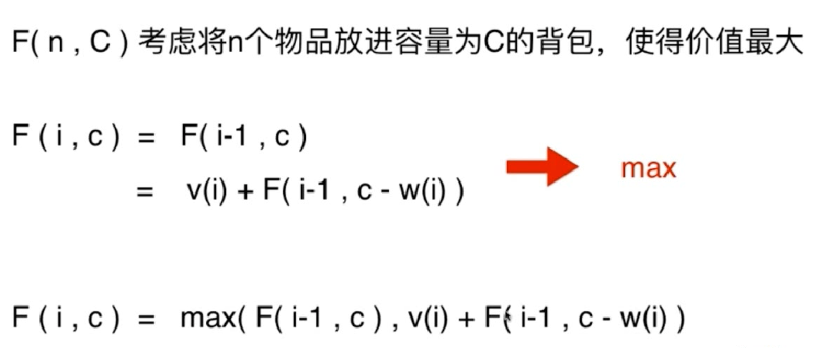 F( n , C ) 考虑将n个物品放进容量为C的背包，使得价值最大
F ( i , c ) = F( i-1 , c )
= v(i) + F( i-1 , c - w(i) )
max
F ( i , c ) = max( F( i-1 , c ) , v(i) + F( i-1 , c - w(i) )